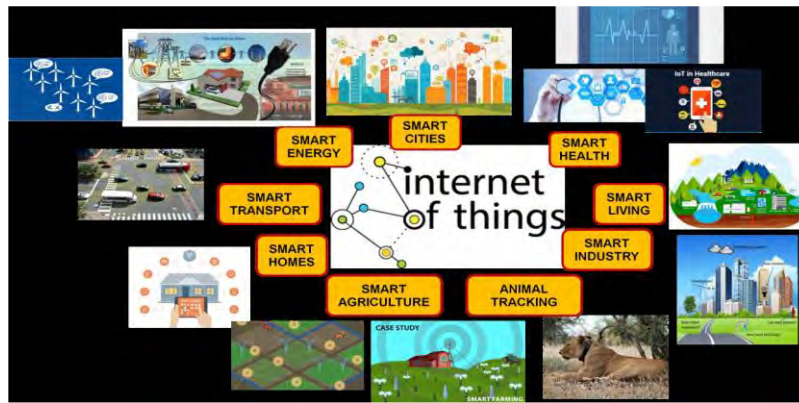 IoT in Healthcare
SMART
CITIES
SMART
ENERGY
SMART
HEALTH
SMART
TRANSPORT
internet
of things
SMART
LIVING
SMART
HOMES
SMART
INDUSTRY
SMART
AGRICULTURE
ANIMAL
TRACKING
CASE STUDY
SMART FARMING